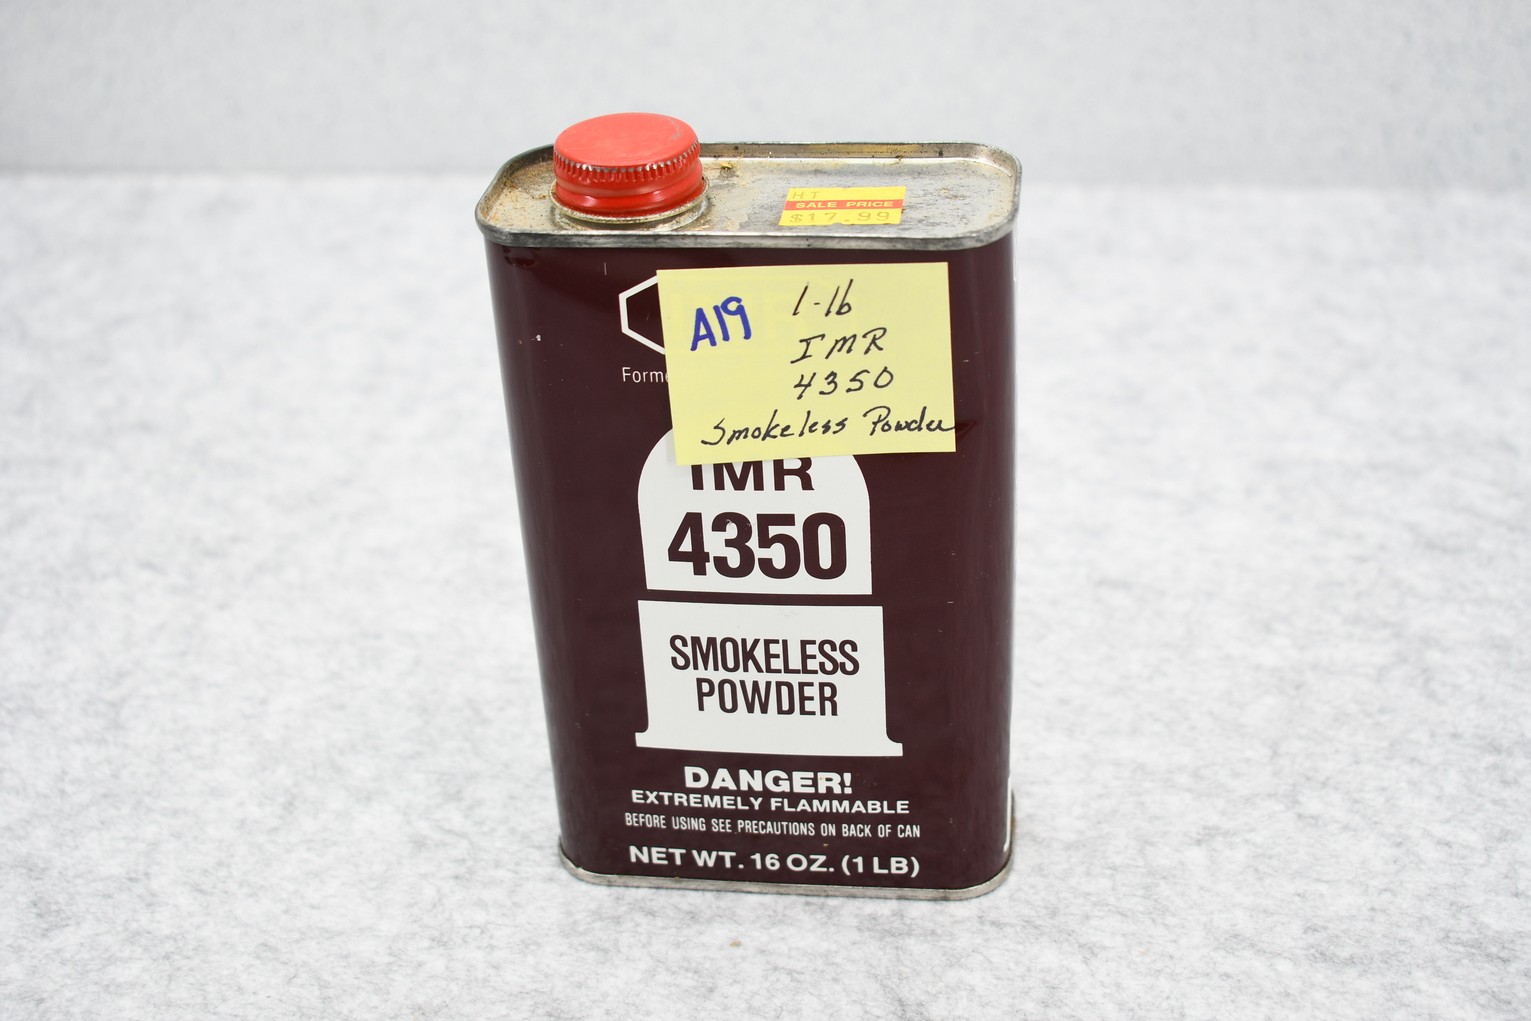 HT
SALE PRICE
$17.99
A19
1-lb
IMR
4350
Smokeless Powder
IMR
4350
SMOKELESS
POWDER
DANGER!
EXTREMELY FLAMMABLE
BEFORE USING SEE PRECAUTIONS ON BACK OF CAN
NET WT. 16 OZ. (1 LB)